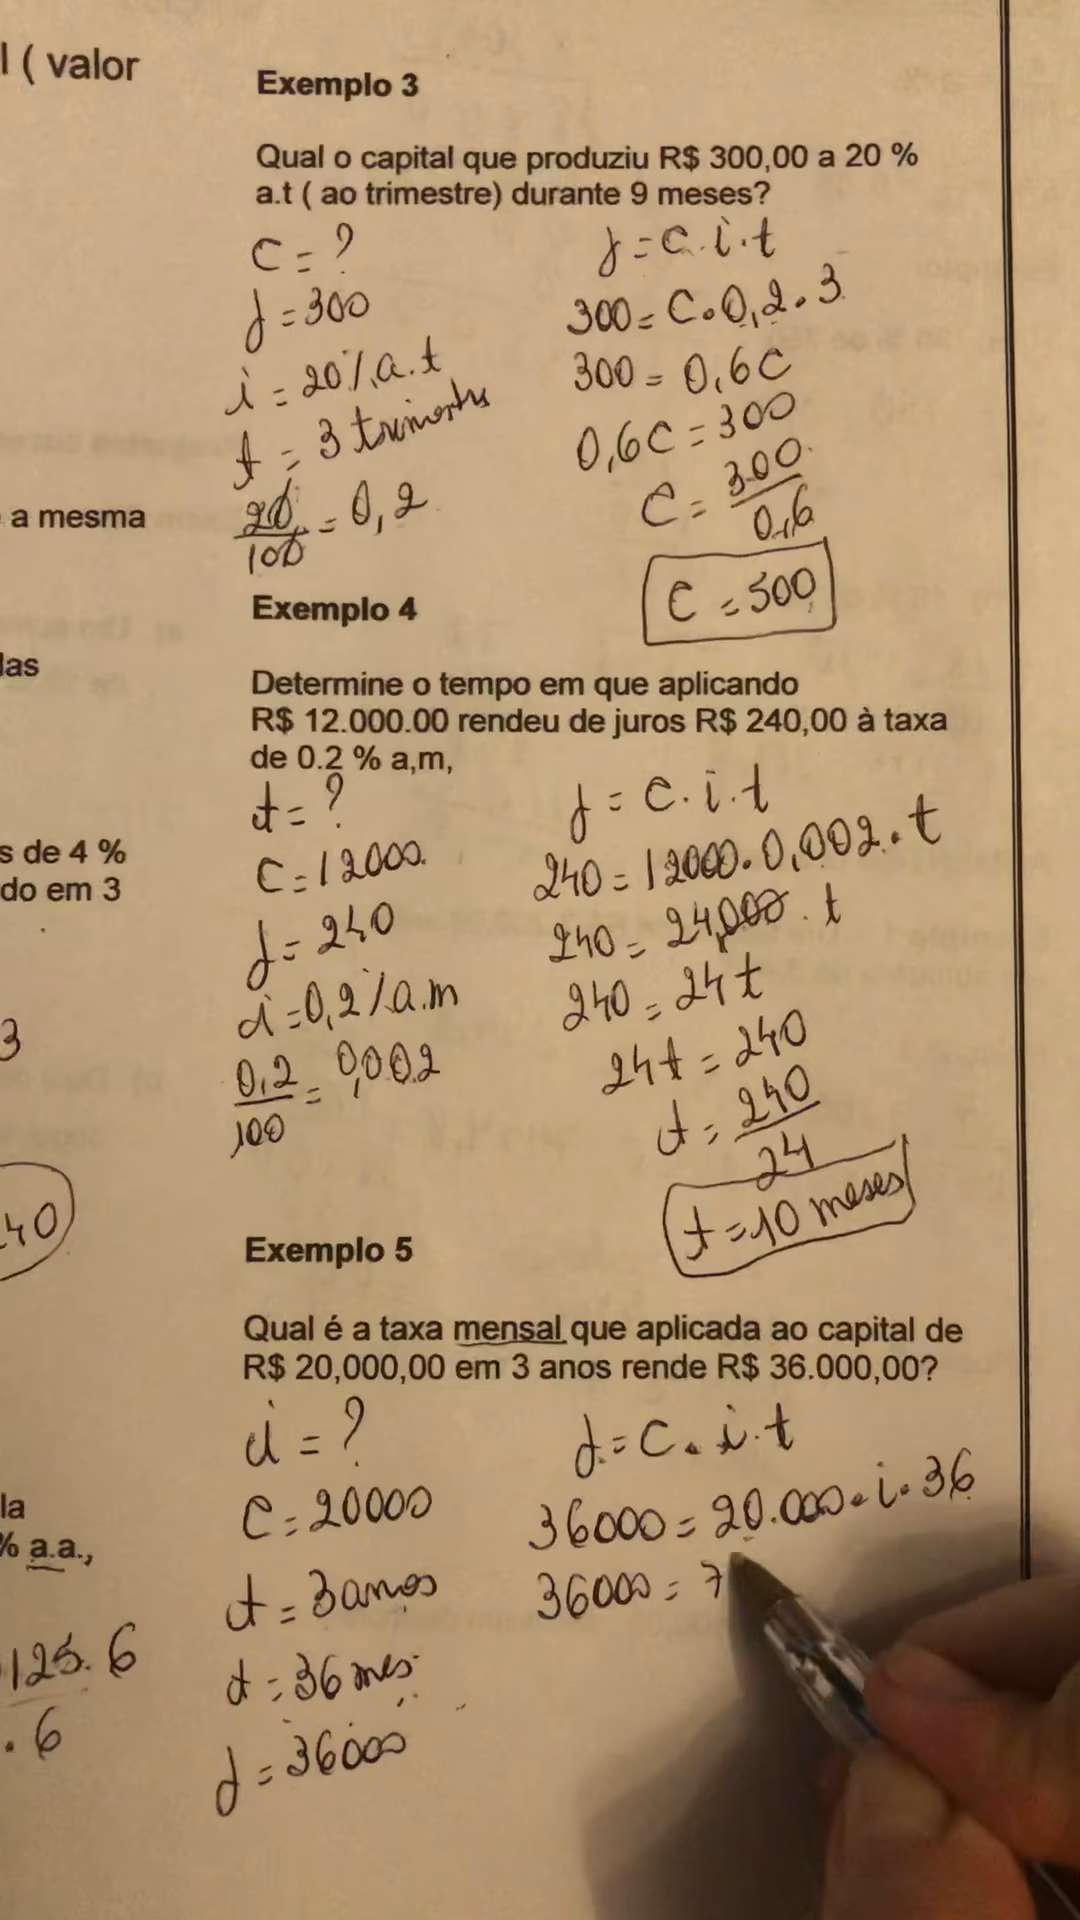 l ( valor
a mesma
das
s de 4 %
do em 3
3
40
la
% a.a.,
125. 6
. 6
Exemplo 3
Qual o capital que produziu R$ 300,00 a 20 %
a.t ( ao trimestre) durante 9 meses?
C = ?
j = 300
i = 20%a.t
t = 3 trimestres
20/100 = 0,2
j = C.i.t
300 = C.0,2.3
300 = 0,6C
0,6C = 300
C = 300/0,6
C = 500
Exemplo 4
Determine o tempo em que aplicando
R$ 12.000.00 rendeu de juros R$ 240,00 à taxa
de 0.2 % a,m,
t = ?
C = 12000
j = 240
i = 0,2%a.m
0,2/100 = 0,002
j = C.i.t
240 = 12000.0,002.t
240 = 24,000.t
240 = 24t
24t = 240
t = 240/24
t = 10 meses
Exemplo 5
Qual é a taxa mensal que aplicada ao capital de
R$ 20,000,00 em 3 anos rende R$ 36.000,00?
i = ?
C = 20000
t = 3 anos
t = 36 mes
j = 36000
j = C.i.t
36000 = 20.000.i.36
36000 = 7